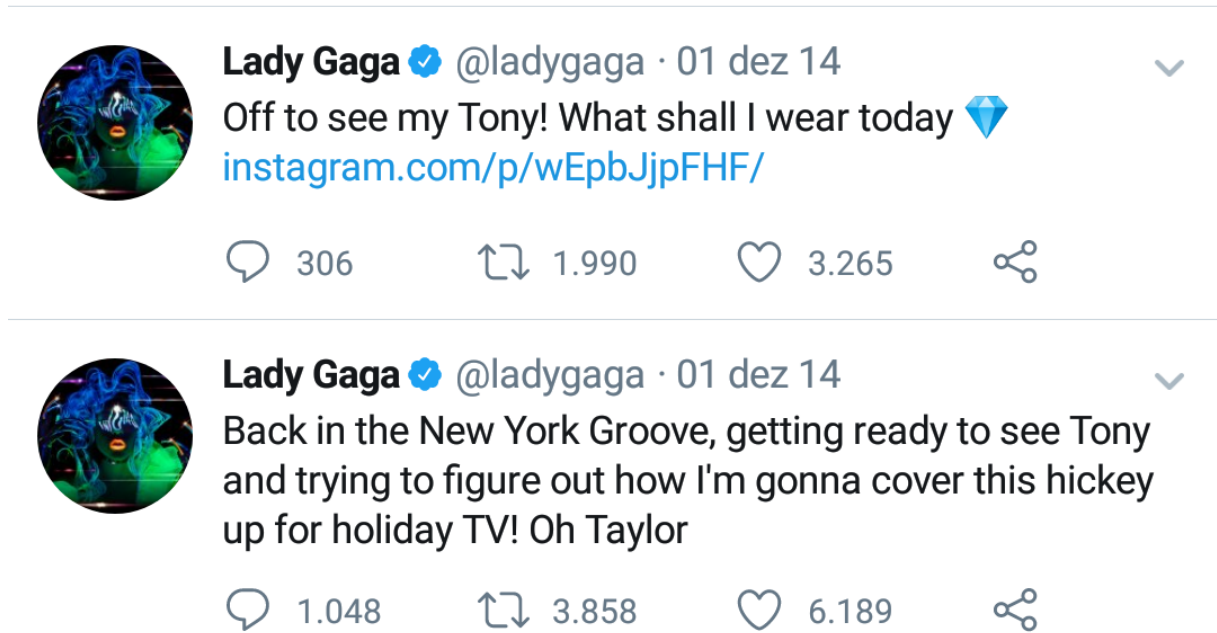 Lady Gaga @ladygaga · 01 dez 14
Off to see my Tony! What shall I wear today 💎
instagram.com/p/wEpbJjpFHF/
306 1.990 3.265
Lady Gaga @ladygaga · 01 dez 14
Back in the New York Groove, getting ready to see Tony
and trying to figure out how I'm gonna cover this hickey
up for holiday TV! Oh Taylor
1.048 3.858 6.189